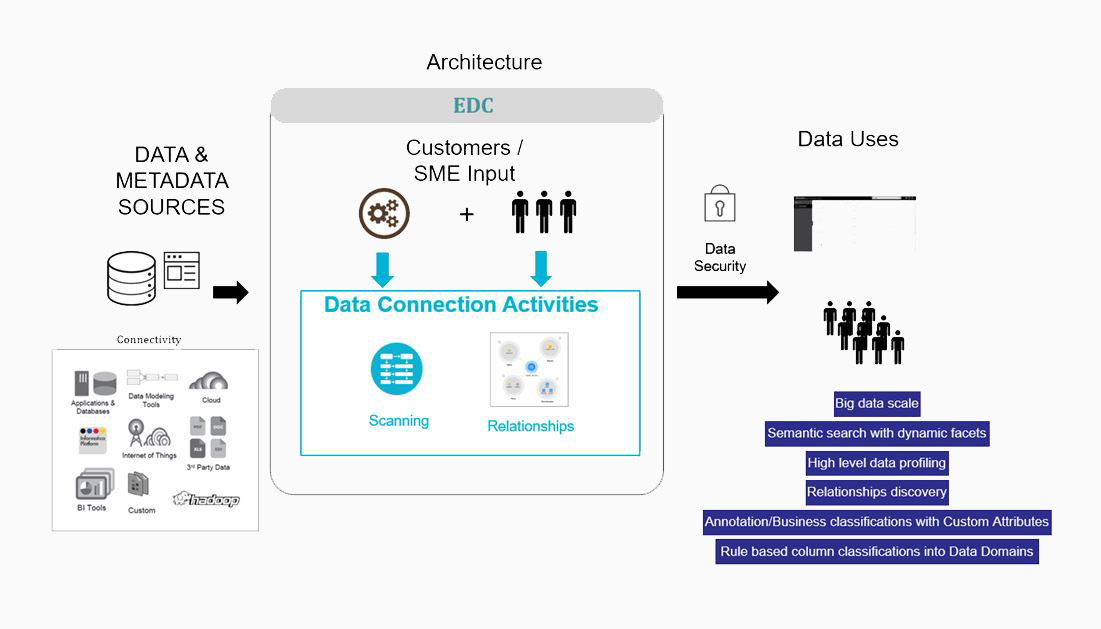 Architecture
EDC
Customers /
SME Input
+
DATA &
METADATA
SOURCES
Connectivity
Applications &
Databases
Data Modeling
Tools
Cloud
Informatica
Platform
Internet of Things
PDF
DOC
XLS
3rd Party Data
BI Tools
Custom
hadoop
Data Connection Activities
Scanning
Relationships
Data
Security
Data Uses
Big data scale
Semantic search with dynamic facets
High level data profiling
Relationships discovery
Annotation/Business classifications with Custom Attributes
Rule based column classifications into Data Domains